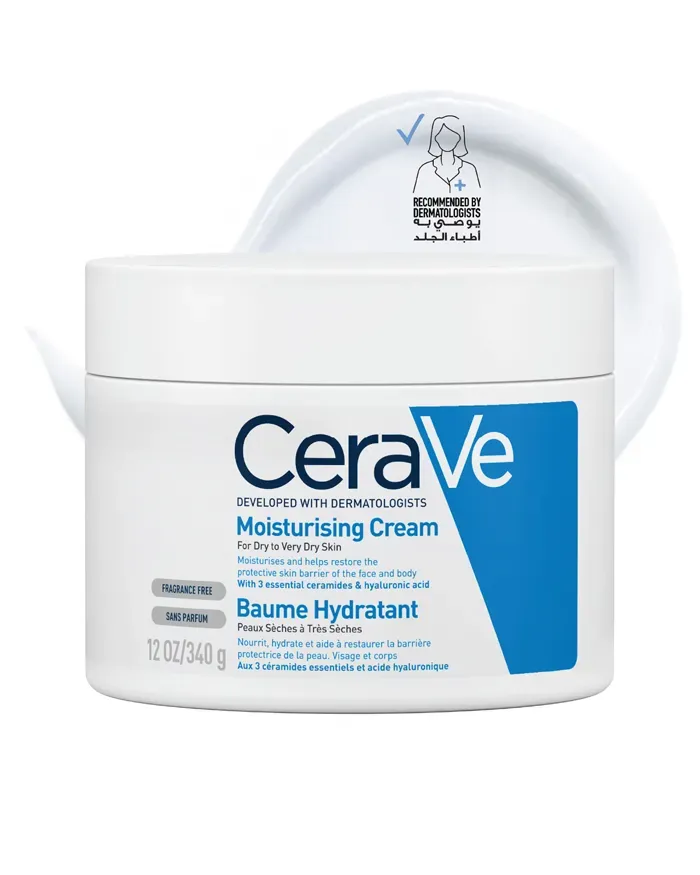 RECOMMENDED BY
DERMATOLOGISTS
يوصي به
أطباء الجلد
CeraVe
DEVELOPED WITH DERMATOLOGISTS
Moisturising Cream
For Dry to Very Dry Skin
Moisturises and helps restore the
protective skin barrier of the face and body
With 3 essential ceramides & hyaluronic acid
FRAGRANCE FREE
SANS PARFUM
12 OZ/340 g
Baume Hydratant
Peaux Sèches à Très Sèches
Nourrit, hydrate et aide à restaurer la barrière
protectrice de la peau. Visage et corps
Aux 3 céramides essentiels et acide hyaluronique